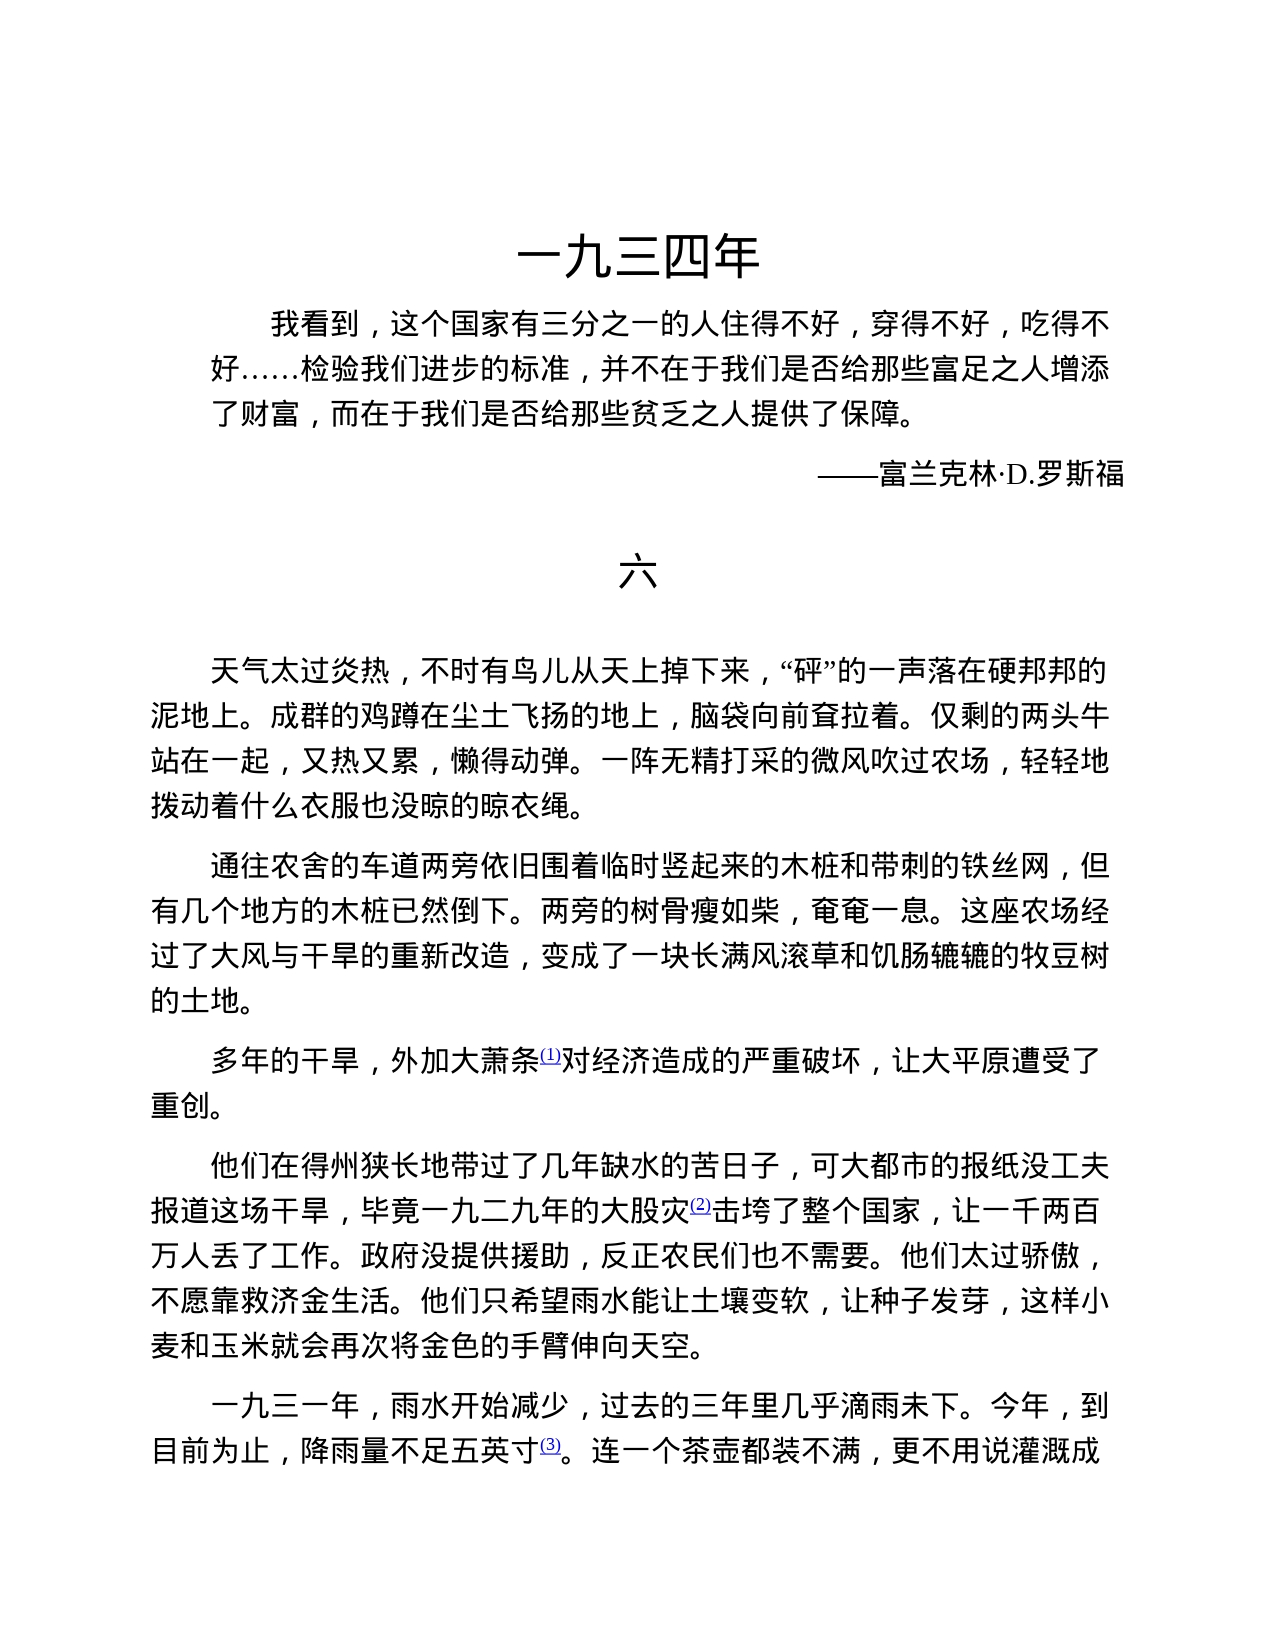 一九三四年
我看到，这个国家有三分之一的人住得不好，穿得不好，吃得不
好……检验我们进步的标准，并不在于我们是否给那些富足之人增添
了财富，而在于我们是否给那些贫乏之人提供了保障。
——富兰克林·D.罗斯福
六
天气太过炎热，不时有鸟儿从天上掉下来，“砰”的一声落在硬邦邦的
泥地上。成群的鸡蹲在尘土飞扬的地上，脑袋向前耷拉着。仅剩的两头牛
站在一起，又热又累，懒得动弹。一阵无精打采的微风吹过农场，轻轻地
拨动着什么衣服也没晾的晾衣绳。
通往农舍的车道两旁依旧围着临时竖起来的木桩和带刺的铁丝网，但
有几个地方的木桩已然倒下。两旁的树骨瘦如柴，奄奄一息。这座农场经
过了大风与干旱的重新改造，变成了一块长满风滚草和饥肠辘辘的牧豆树
的土地。
多年的干旱，外加大萧条(1)对经济造成的严重破坏，让大平原遭受了
重创。
他们在得州狭长地带过了几年缺水的苦日子，可大都市的报纸没工夫
报道这场干旱，毕竟一九二九年的大股灾(2)击垮了整个国家，让一千两百
万人丢了工作。政府没提供援助，反正农民们也不需要。他们太过骄傲，
不愿靠救济金生活。他们只希望雨水能让土壤变软，让种子发芽，这样小
麦和玉米就会再次将金色的手臂伸向天空。
一九三一年，雨水开始减少，过去的三年里几乎滴雨未下。今年，到
目前为止，降雨量不足五英寸(3)。连一个茶壶都装不满，更不用说灌溉成